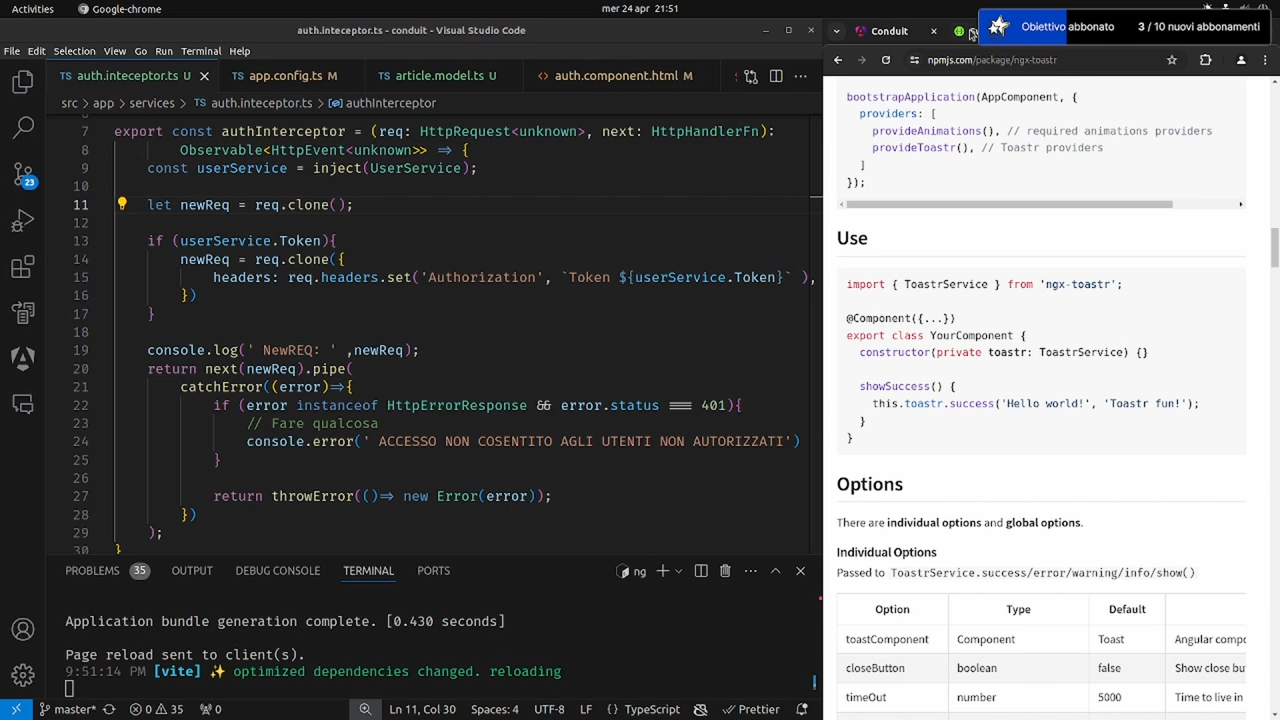 Activities
Google-chrome
mer 24 apr 21:51
Obiettivo abbonato
3 / 10 nuovi abbonamenti
auth.inteceptor.ts - conduit - Visual Studio Code
File Edit Selection View Go Run Terminal Help
auth.inteceptor.ts U
app.config.ts M
article.model.ts U
auth.component.html M
src > app > services > auth.inteceptor.ts > authInterceptor
7 export const authInterceptor = (req: HttpRequest<unknown>, next: HttpHandlerFn):
8 Observable<HttpEvent<unknown>> => {
9 const userService = inject(UserService);
10
11 let newReq = req.clone();
12
13 if (userService.Token){
14 newReq = req.clone({
15 headers: req.headers.set('Authorization', `Token ${userService.Token}` ),
16 })
17 }
18
19 console.log(' NewREQ: ' ,newReq);
20 return next(newReq).pipe(
21 catchError((error)=>{
22 if (error instanceof HttpErrorResponse && error.status === 401){
23 // Fare qualcosa
24 console.error(' ACCESSO NON COSENTITO AGLI UTENTI NON AUTORIZZATI')
25 }
26
27 return throwError(()=> new Error(error));
28 })
29 );
30 }
PROBLEMS 35 OUTPUT DEBUG CONSOLE TERMINAL PORTS
ng
Application bundle generation complete. [0.430 seconds]
Page reload sent to client(s).
9:51:14 PM [vite] ✨ optimized dependencies changed. reloading
23
master* 0 35 0
Ln 11, Col 30 Spaces: 4 UTF-8 LF {} TypeScript Prettier
Conduit
npmjs.com/package/ngx-toastr
bootstrapApplication(AppComponent, {
providers: [
provideAnimations(), // required animations providers
provideToastr(), // Toastr providers
]
});
Use
import { ToastrService } from 'ngx-toastr';
@Component({...})
export class YourComponent {
constructor(private toastr: ToastrService) {}
showSuccess() {
this.toastr.success('Hello world!', 'Toastr fun!');
}
}
Options
There are individual options and global options.
Individual Options
Passed to ToastrService.success/error/warning/info/show()
Option Type Default
toastComponent Component Toast Angular compo
closeButton boolean false Show close bu
timeOut number 5000 Time to live in